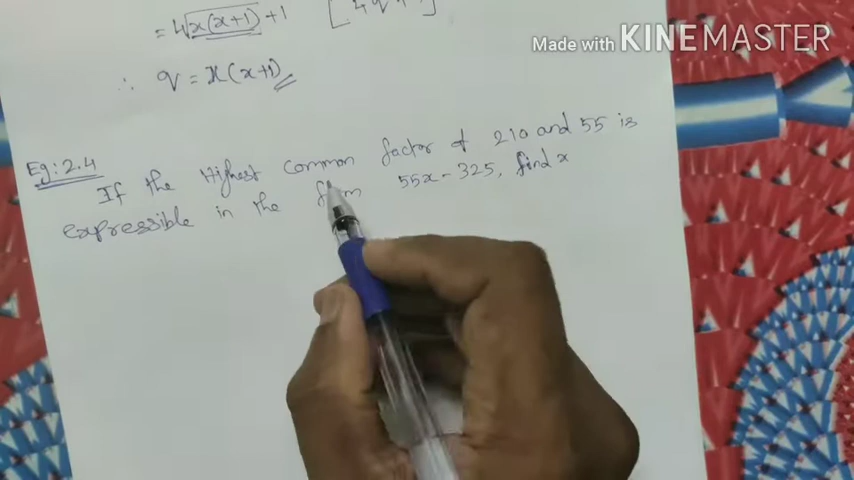 = 4x(x+1) + 1
Made with KINEMASTER
∴ q = x(x+1)
Eg: 2.4
If the Highest common factor of 210 and 55 is
expressible in the form 55x - 325, find x